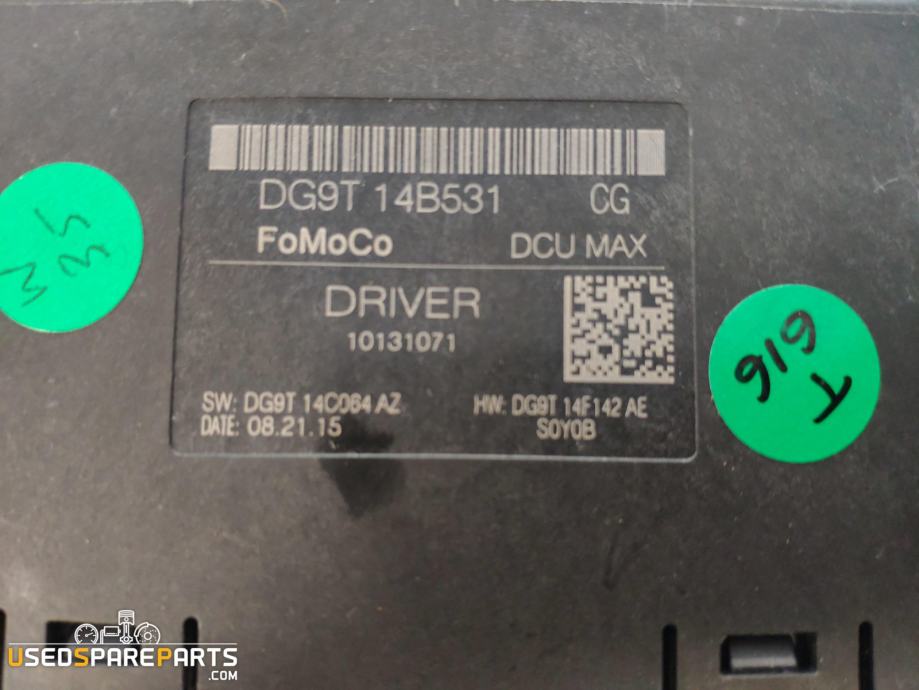 DG9T 14B531 CG
FoMoCo DCU MAX
DRIVER
10131071
SW: DG9T 14C064 AZ HW: DG9T 14F142 AE
DATE: 08.21.15 S0Y0B
T 616
USEDSPAREPARTS
.COM